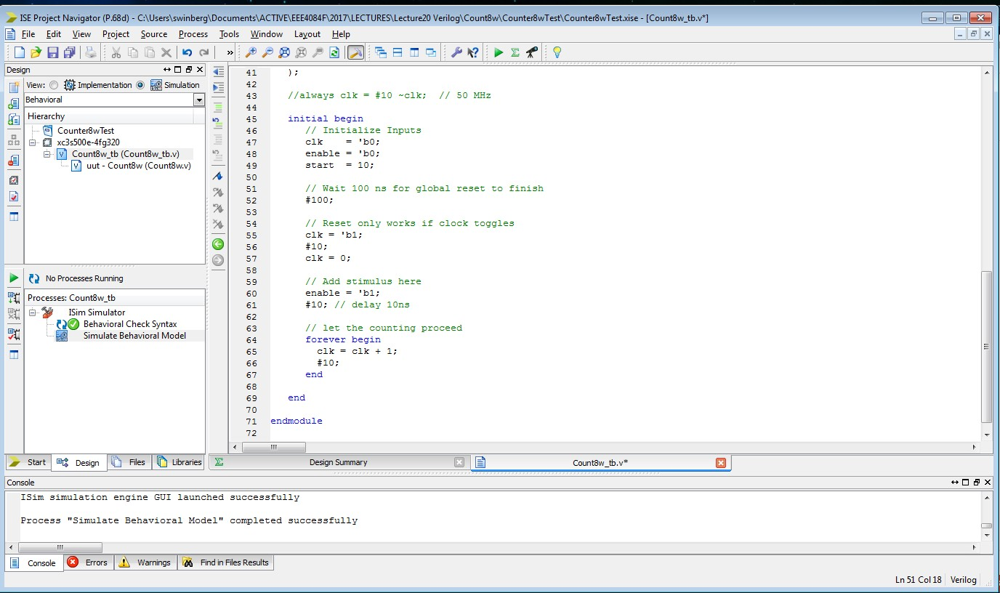 ISE Project Navigator (P.68d) - C:\Users\swinberg\Documents\ACTIVE\EEE4084F\2017\LECTURES\Lecture20 Verilog\Count8w\Counter8wTest\Counter8wTest.xise - [Count8w_tb.v*]
File Edit View Project Source Process Tools Window Layout Help
Design
View: Implementation Simulation
Behavioral
Hierarchy
Counter8wTest
xc3s500e-4fg320
Count8w_tb (Count8w_tb.v)
uut - Count8w (Count8w.v)
No Processes Running
Processes: Count8w_tb
ISim Simulator
Behavioral Check Syntax
Simulate Behavioral Model
Start Design Files Libraries
41 );
42
43 //always clk = #10 ~clk; // 50 MHz
44
45 initial begin
46 // Initialize Inputs
47 clk = 'b0;
48 enable = 'b0;
49 start = 10;
50
51 // Wait 100 ns for global reset to finish
52 #100;
53
54 // Reset only works if clock toggles
55 clk = 'b1;
56 #10;
57 clk = 0;
58
59 // Add stimulus here
60 enable = 'b1;
61 #10; // delay 10ns
62
63 // let the counting proceed
64 forever begin
65 clk = clk + 1;
66 #10;
67 end
68
69 end
70
71 endmodule
72
Design Summary Count8w_tb.v*
Console
ISim simulation engine GUI launched successfully
Process "Simulate Behavioral Model" completed successfully
Console Errors Warnings Find in Files Results
Ln 51 Col 18 Verilog